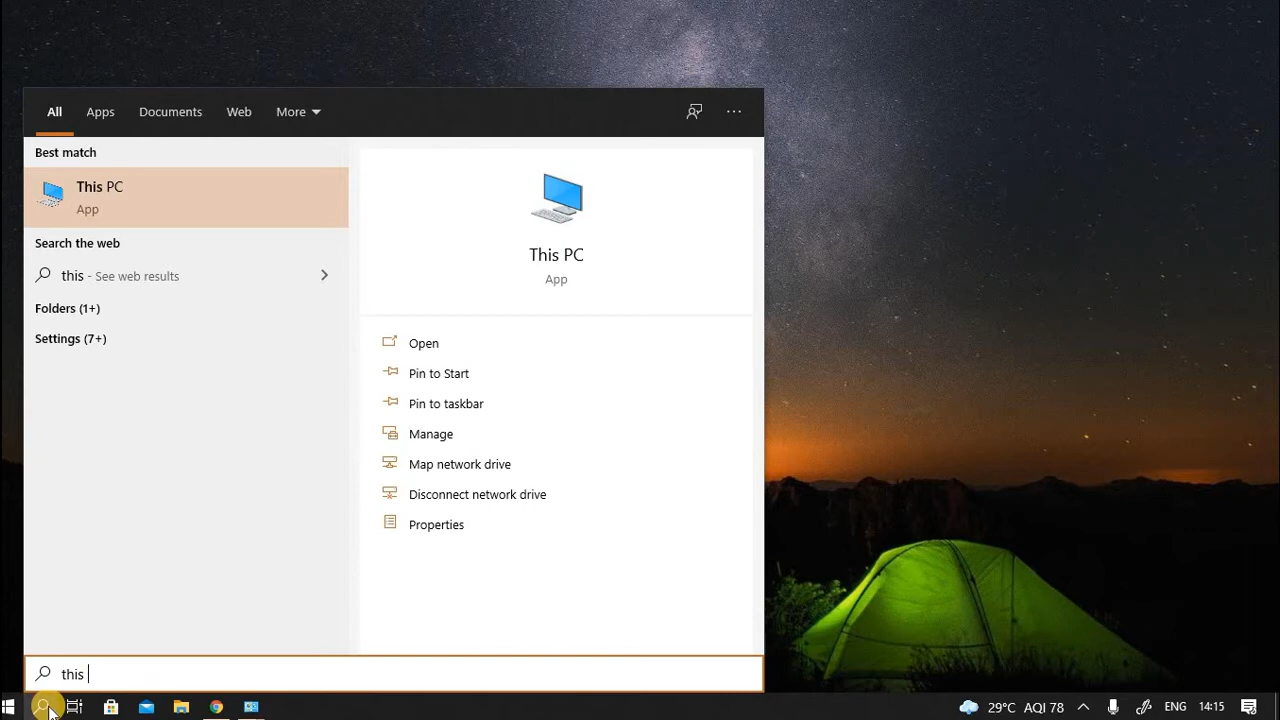 All Apps Documents Web More
Best match
This PC
App
Search the web
this - See web results
Folders (1+)
Settings (7+)
This PC
App
Open
Pin to Start
Pin to taskbar
Manage
Map network drive
Disconnect network drive
Properties
this
29°C AQI 78 ENG 14:15